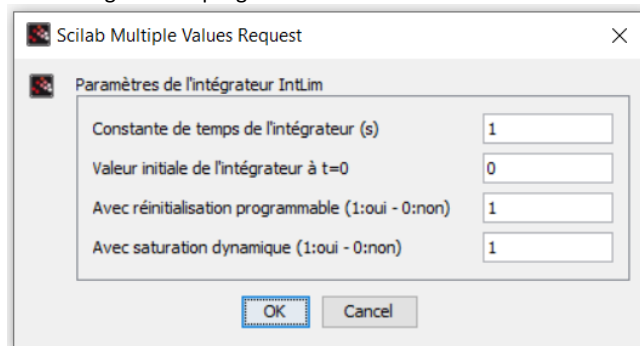 Scilab Multiple Values Request
Paramètres de l'intégrateur IntLim
Constante de temps de l'intégrateur (s) 1
Valeur initiale de l'intégrateur à t=0 0
Avec réinitialisation programmable (1:oui - 0:non) 1
Avec saturation dynamique (1:oui - 0:non) 1
OK Cancel